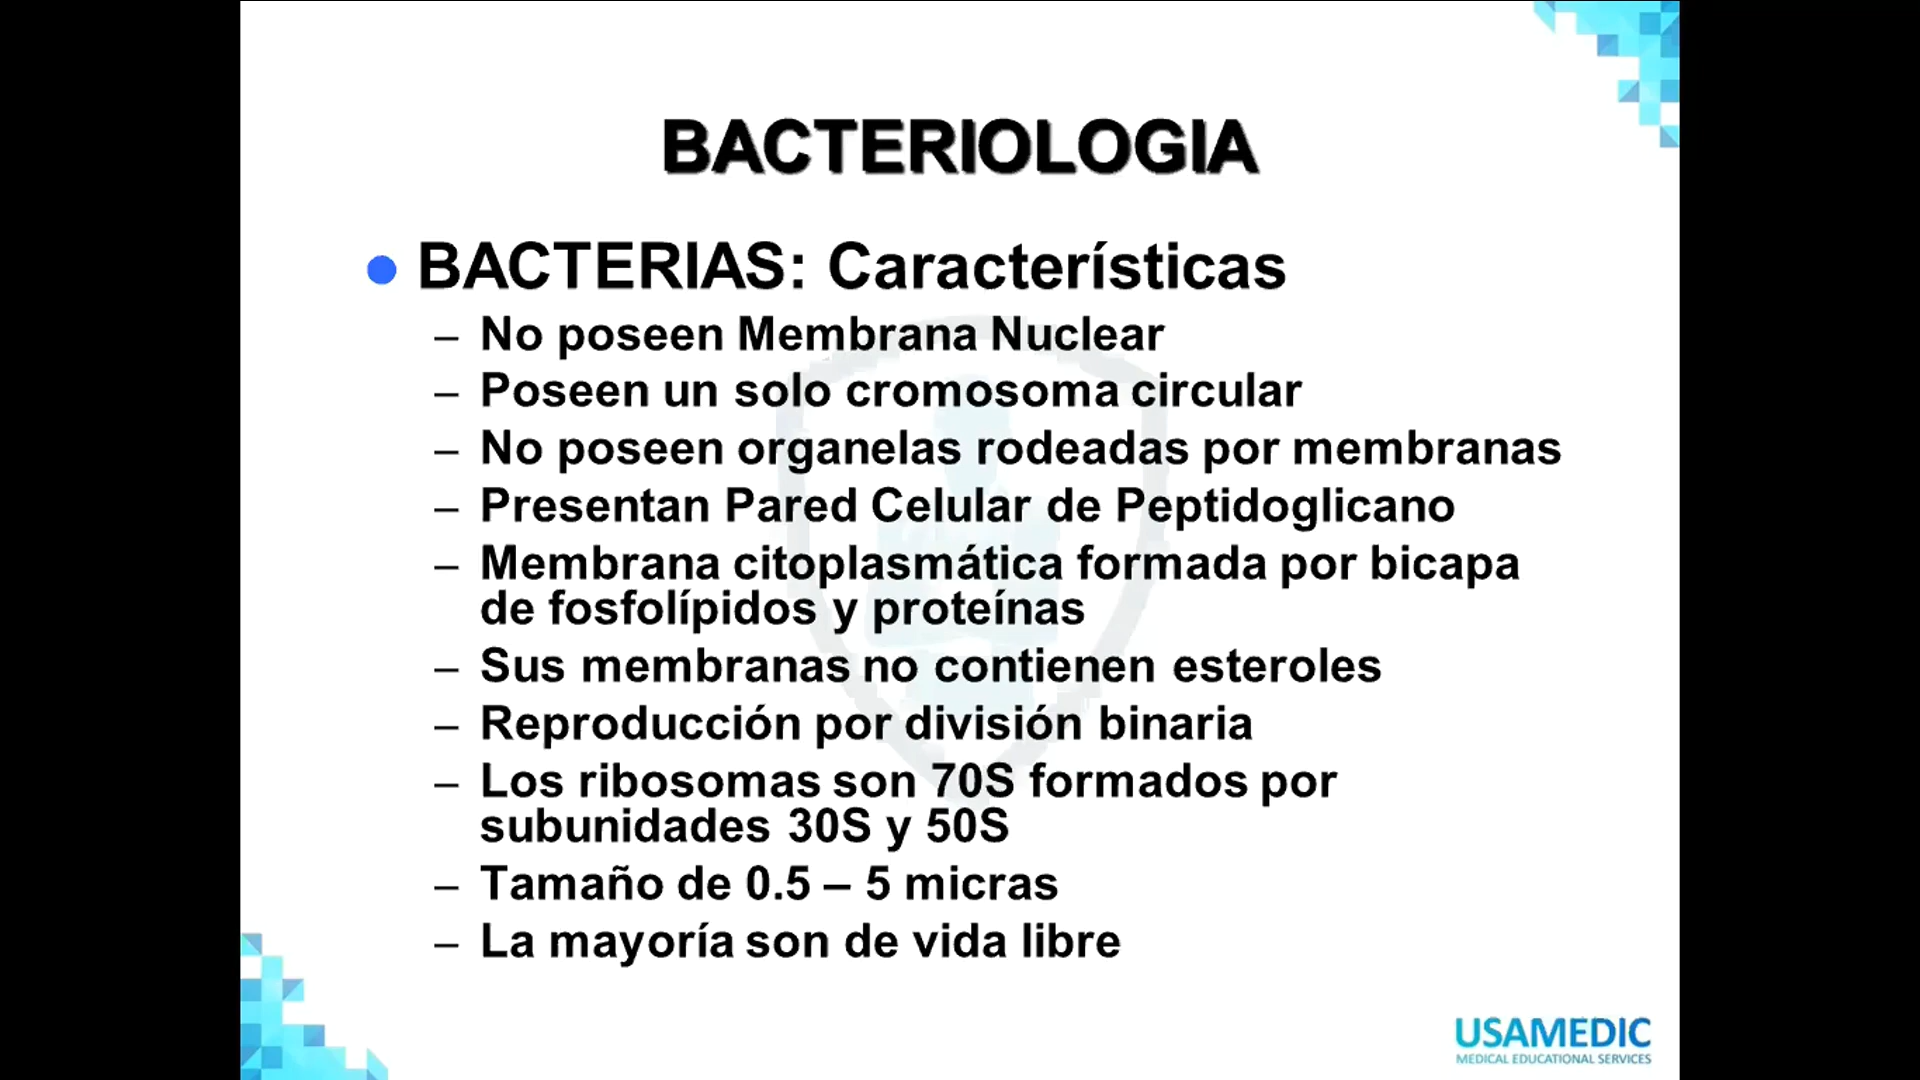 BACTERIOLOGIA
● BACTERIAS: Características
– No poseen Membrana Nuclear
– Poseen un solo cromosoma circular
– No poseen organelas rodeadas por membranas
– Presentan Pared Celular de Peptidoglicano
– Membrana citoplasmática formada por bicapa
de fosfolípidos y proteínas
– Sus membranas no contienen esteroles
– Reproducción por división binaria
– Los ribosomas son 70S formados por
subunidades 30S y 50S
– Tamaño de 0.5 – 5 micras
– La mayoría son de vida libre
USAMEDIC
MEDICAL EDUCATIONAL SERVICES